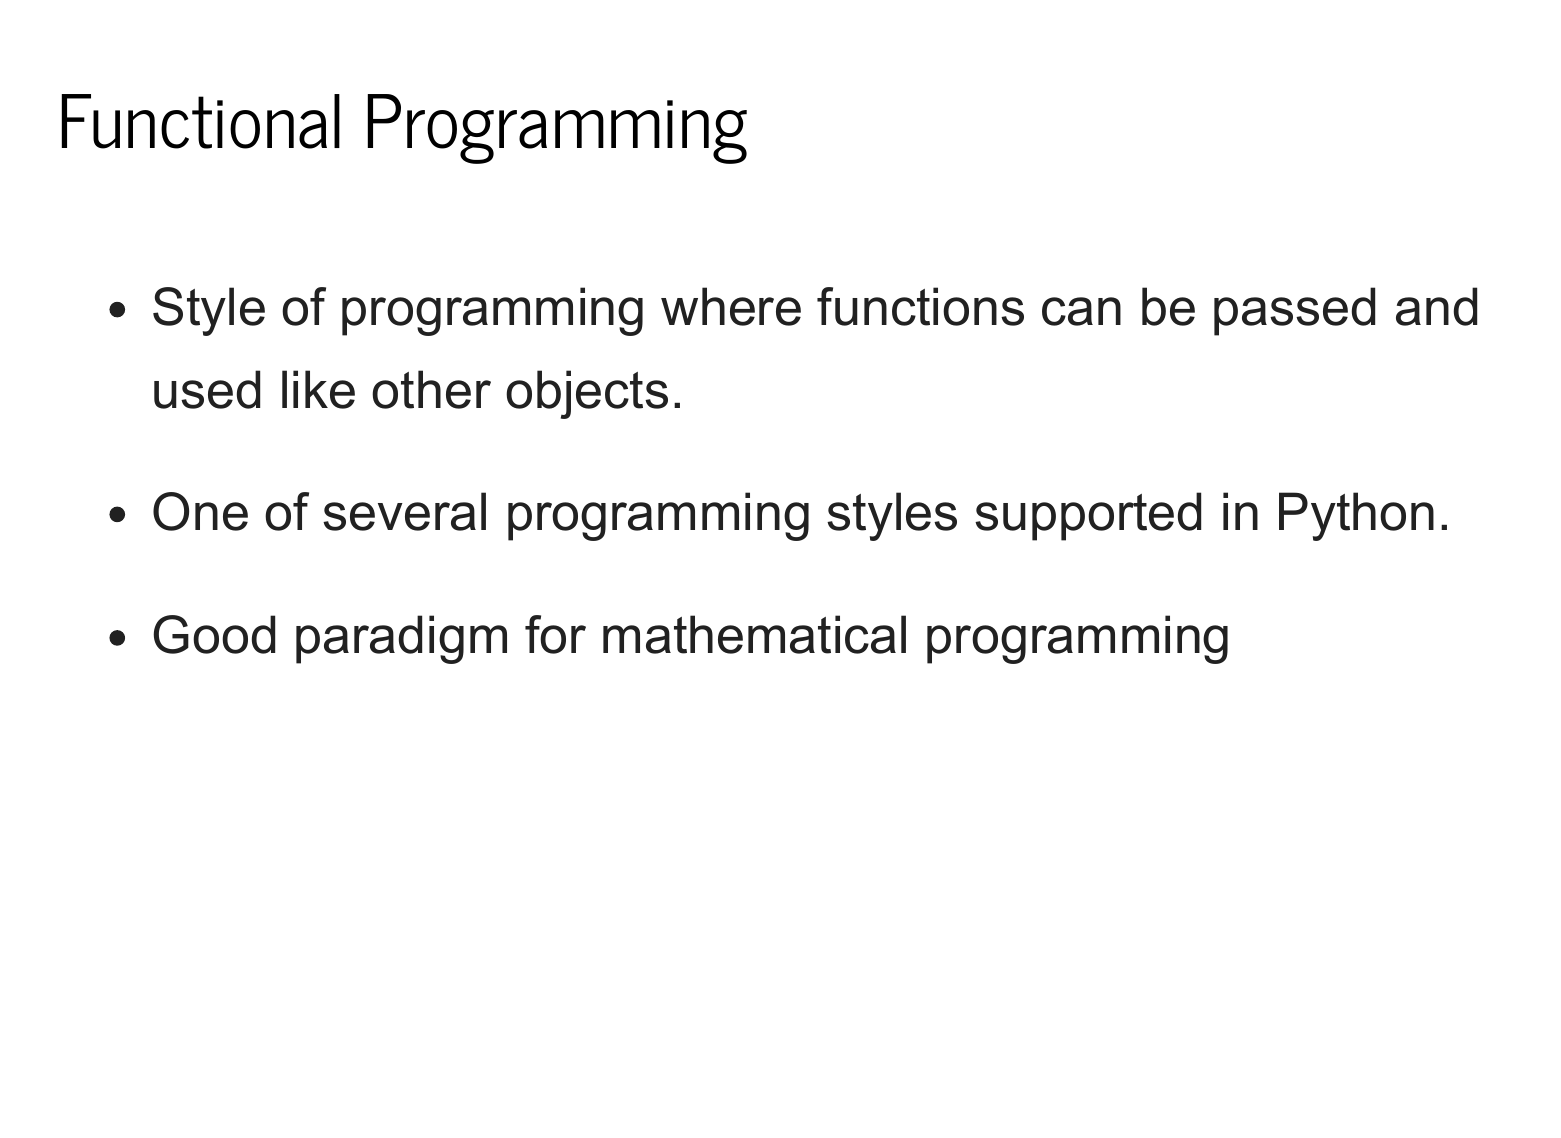 Functional Programming
• Style of programming where functions can be passed and
used like other objects.
• One of several programming styles supported in Python.
• Good paradigm for mathematical programming